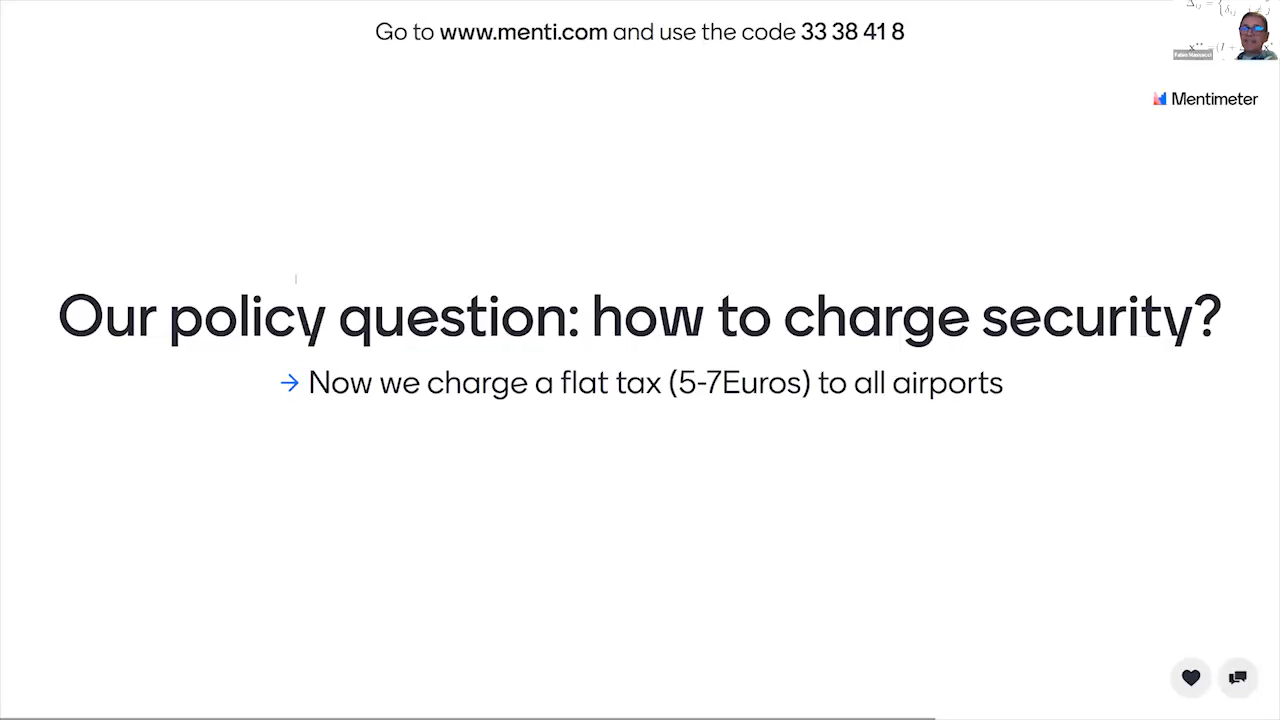 Go to www.menti.com and use the code 33 38 41 8
Mentimeter
Our policy question: how to charge security?
→ Now we charge a flat tax (5-7Euros) to all airports